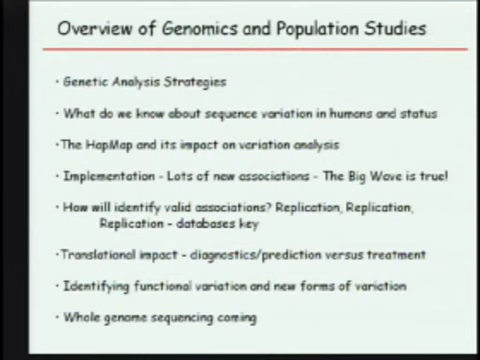 Overview of Genomics and Population Studies
• Genetic Analysis Strategies
• What do we know about sequence variation in humans and status
•The HapMap and its impact on variation analysis
• Implementation - Lots of new associations - The Big Wave is true!
• How will identify valid associations? Replication, Replication,
Replication - databases key
•Translational impact - diagnostics/prediction versus treatment
• Identifying functional variation and new forms of variation
• Whole genome sequencing coming